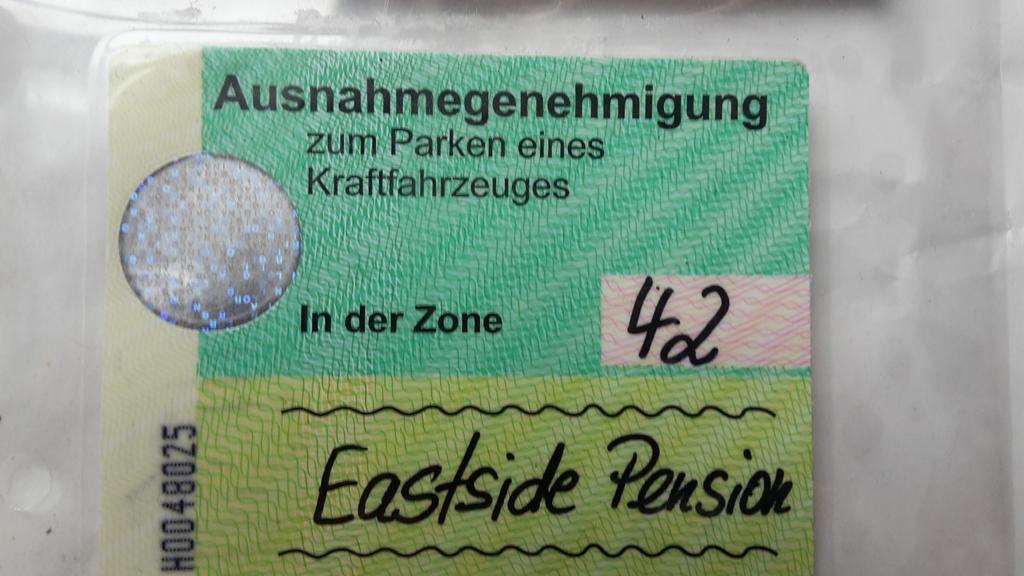 Ausnahmegenehmigung
zum Parken eines
Kraftfahrzeuges
In der Zone
42
Eastside Pension
H0048025